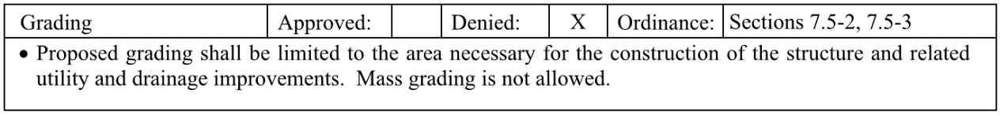 Grading Approved: Denied: X Ordinance: Sections 7.5-2, 7.5-3
• Proposed grading shall be limited to the area necessary for the construction of the structure and related
utility and drainage improvements. Mass grading is not allowed.